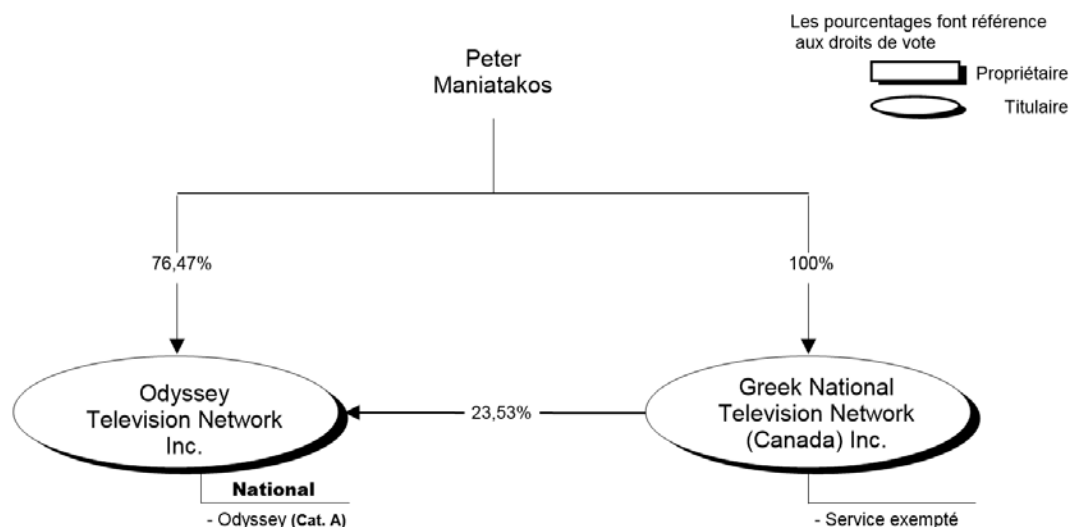 Les pourcentages font référence
aux droits de vote
Propriétaire
Titulaire
Peter
Maniatakos
76,47%
100%
Odyssey
Television Network
Inc.
23,53%
Greek National
Television Network
(Canada) Inc.
National
- Odyssey (Cat. A)
- Service exempté